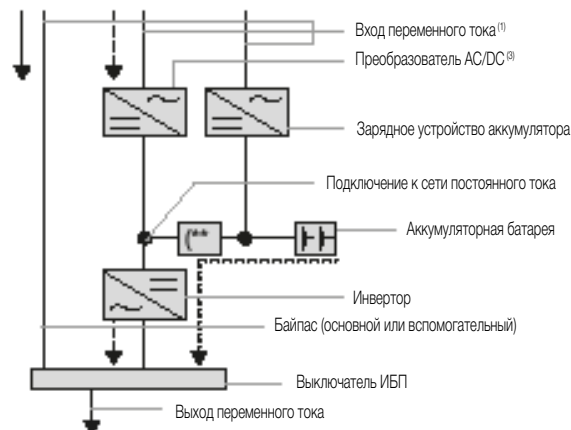 Вход переменного тока (1)
Преобразователь AC/DC (3)
Зарядное устройство аккумулятора
Подключение к сети постоянного тока
(**
Аккумуляторная батарея
Инвертор
Байпас (основной или вспомогательный)
Выключатель ИБП
Выход переменного тока